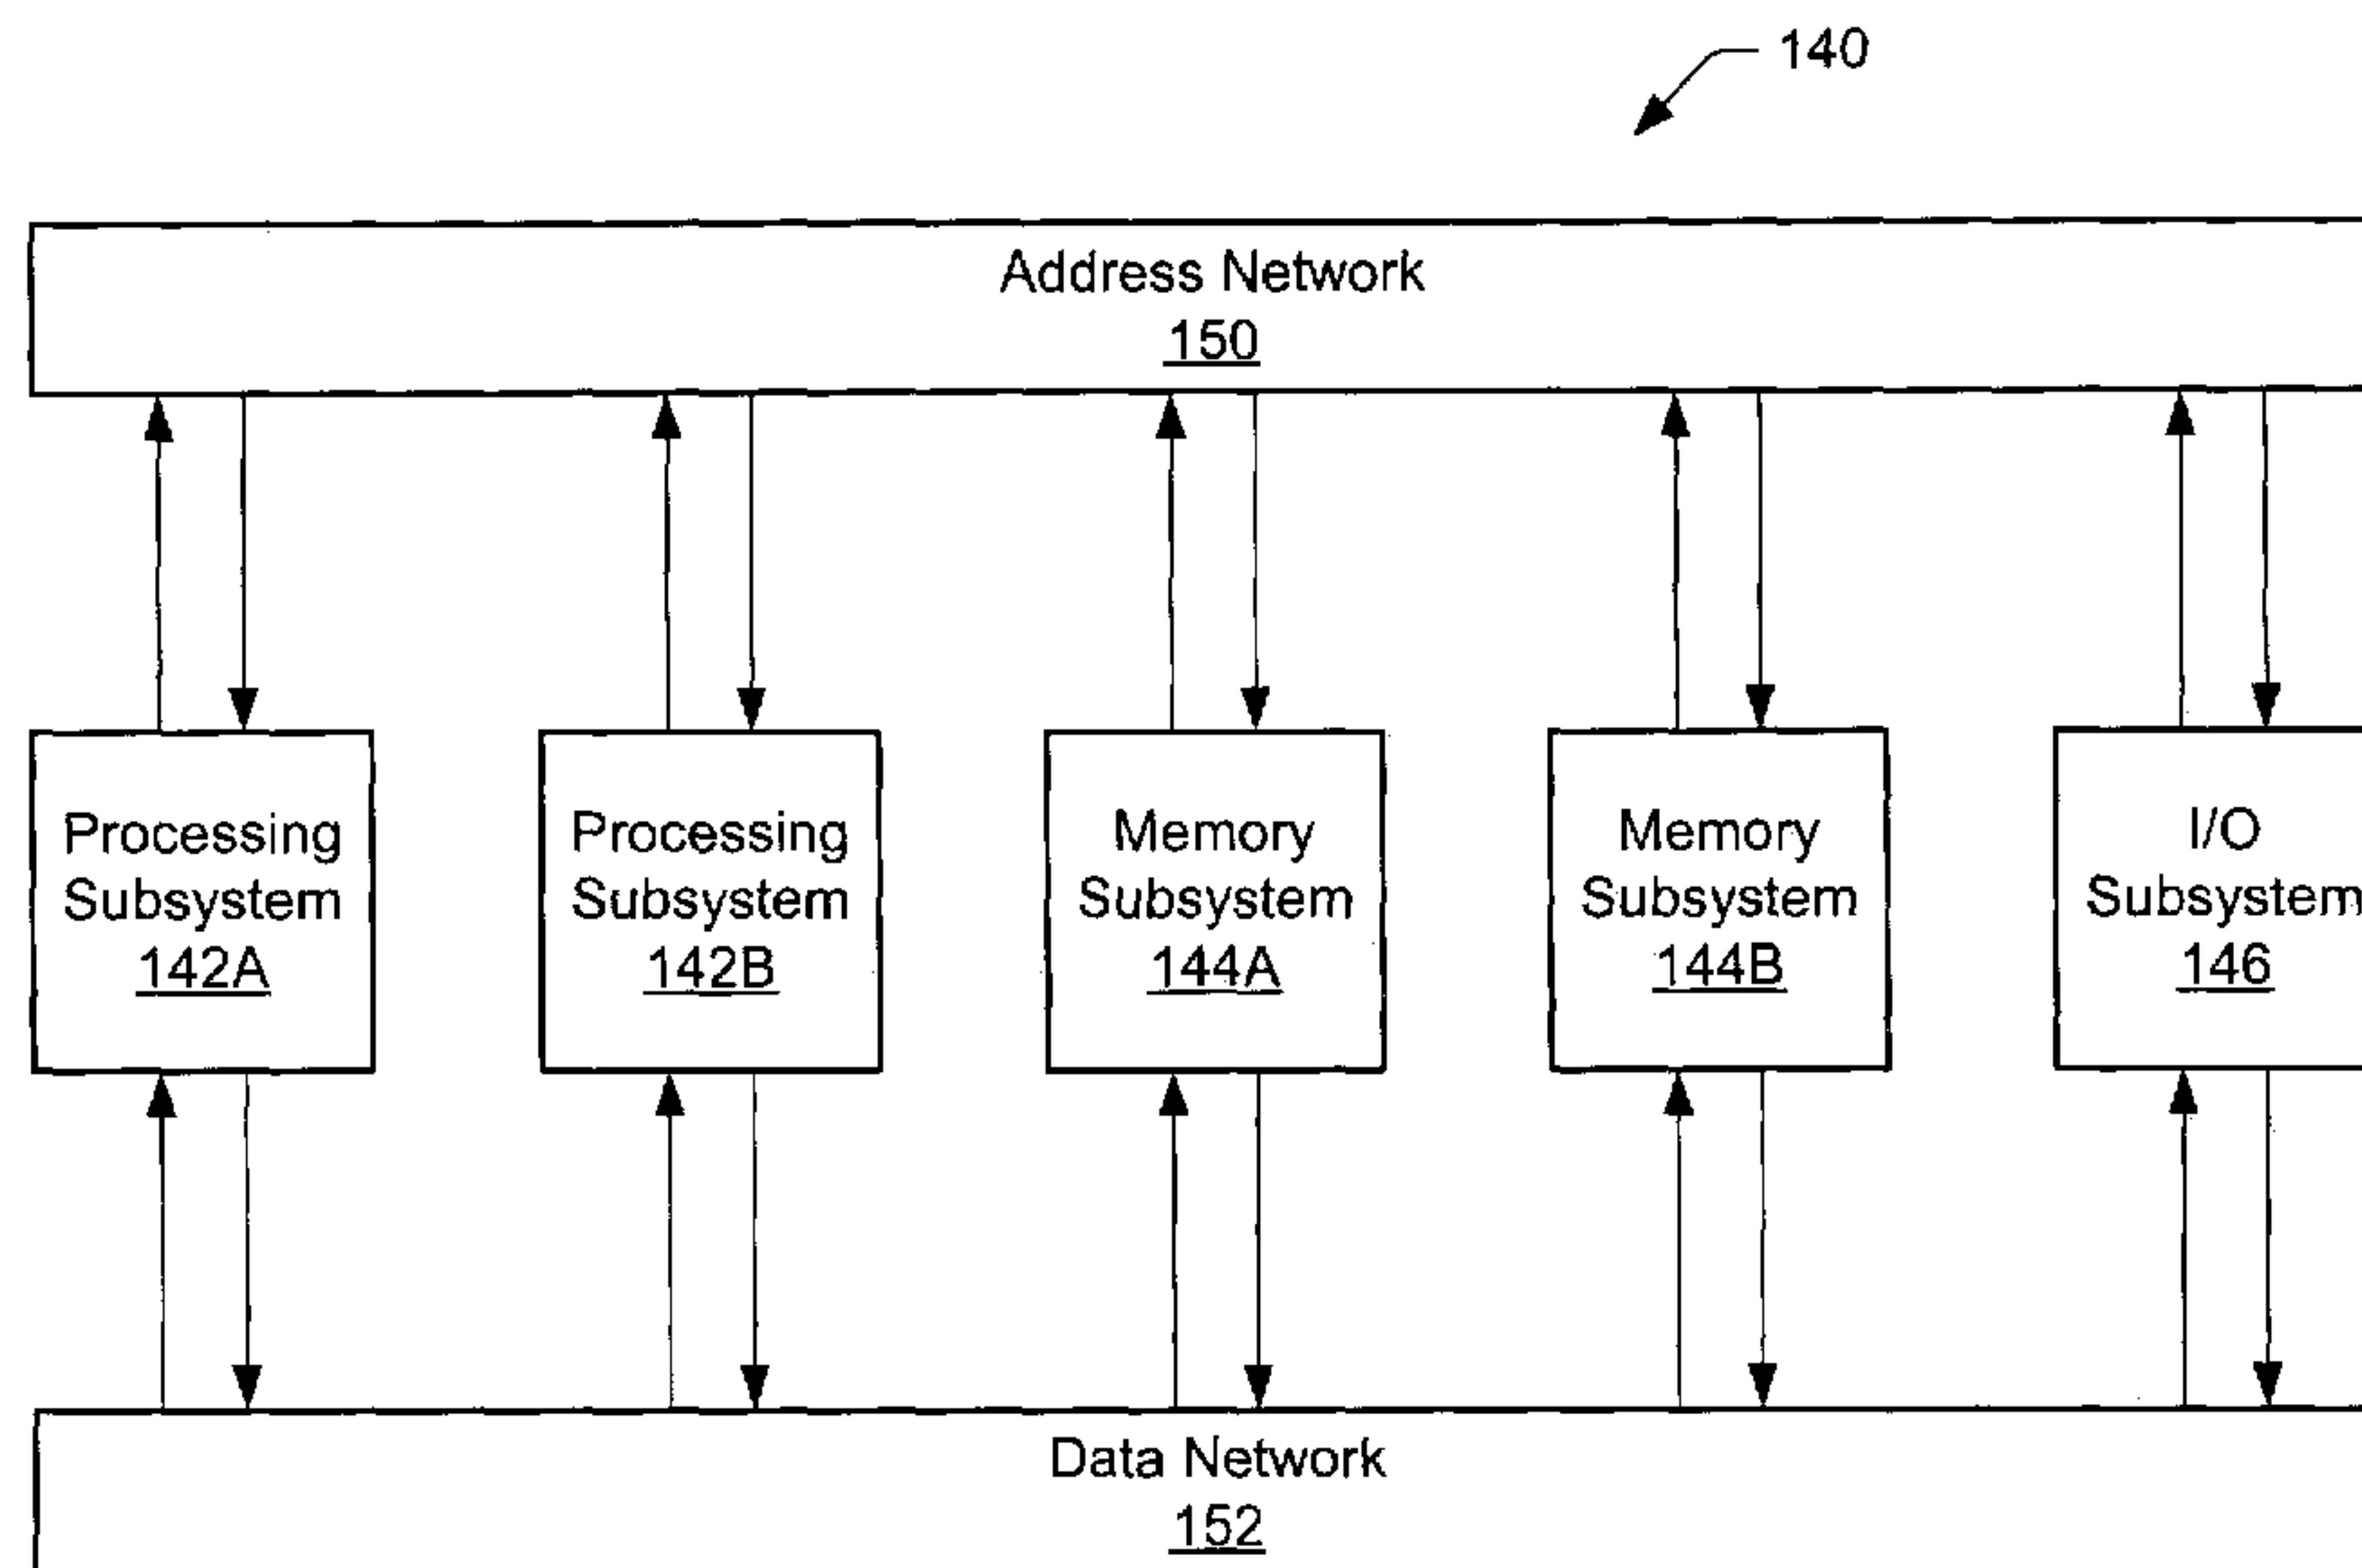 140
Address Network
150
Processing
Subsystem
142A
Processing
Subsystem
142B
Memory
Subsystem
144A
Memory
Subsystem
144B
I/O
Subsystem
146
Data Network
152